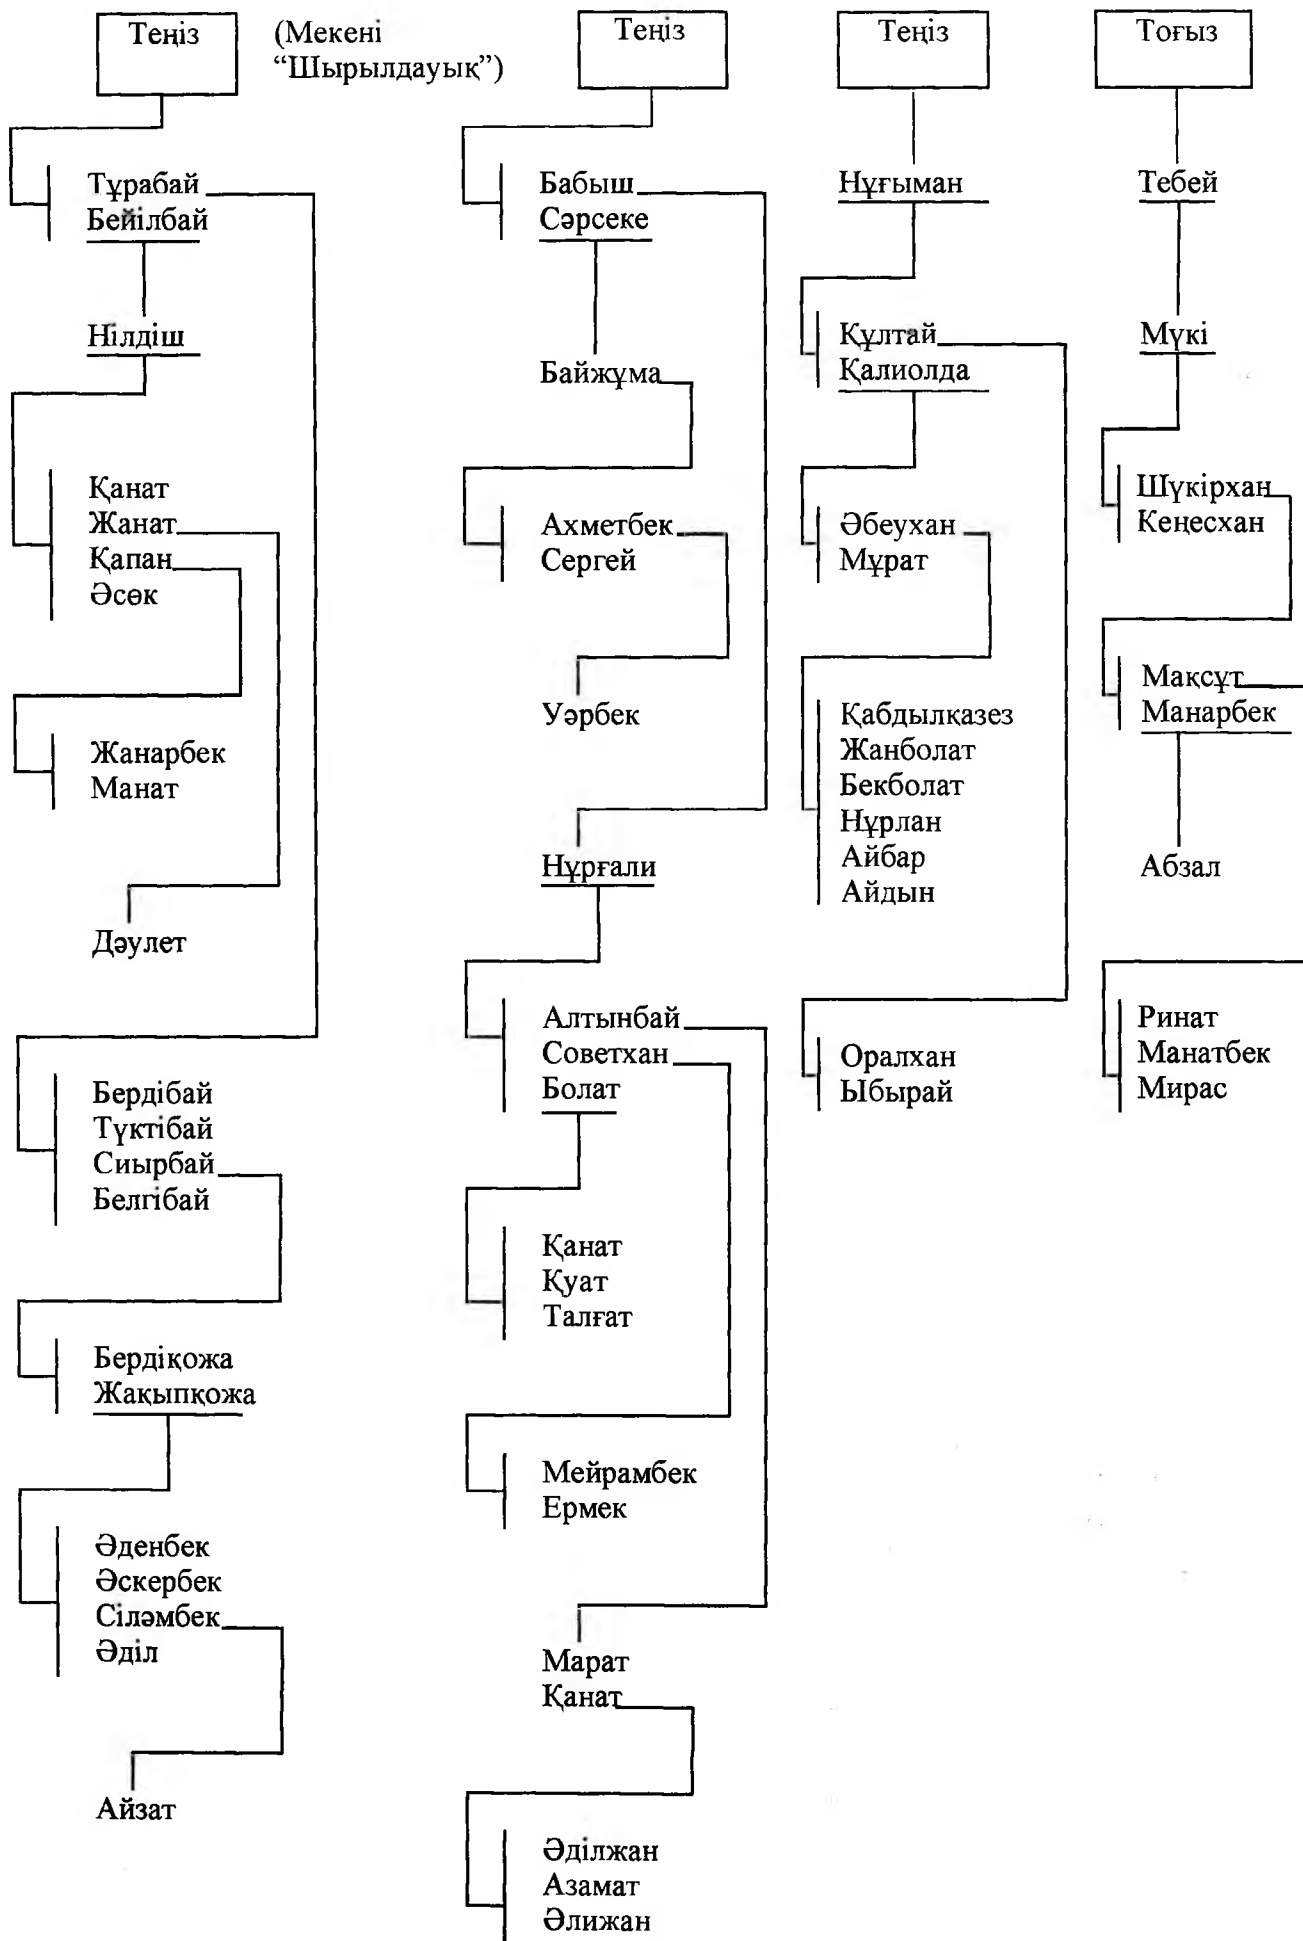 Теңіз
(Мекені
“Шырылдауық”)
Тұрабай
Бейілбай
Нілдіш
Қанат
Жанат
Қапан
Әсөк
Жанарбек
Манат
Дәулет
Бердібай
Түктібай
Сиырбай
Белгібай
Бердіқожа
Жақыпқожа
Әденбек
Әскербек
Сіләмбек
Әділ
Айзат
Теңіз
Бабыш
Сәрсеке
Байжұма
Ахметбек
Сергей
Уәрбек
Нұрғали
Алтынбай
Советхан
Болат
Қанат
Қуат
Талғат
Мейрамбек
Ермек
Марат
Қанат
Әділжан
Азамат
Әлижан
Теңіз
Нұғыман
Құлтай
Қалиолда
Әбеухан
Мұрат
Қабдылқазез
Жанболат
Бекболат
Нұрлан
Айбар
Айдын
Оралхан
Ыбырай
Тоғыз
Тебей
Мүкі
Шүкірхан
Кеңесхан
Мақсұт
Манарбек
Абзал
Ринат
Манатбек
Мирас